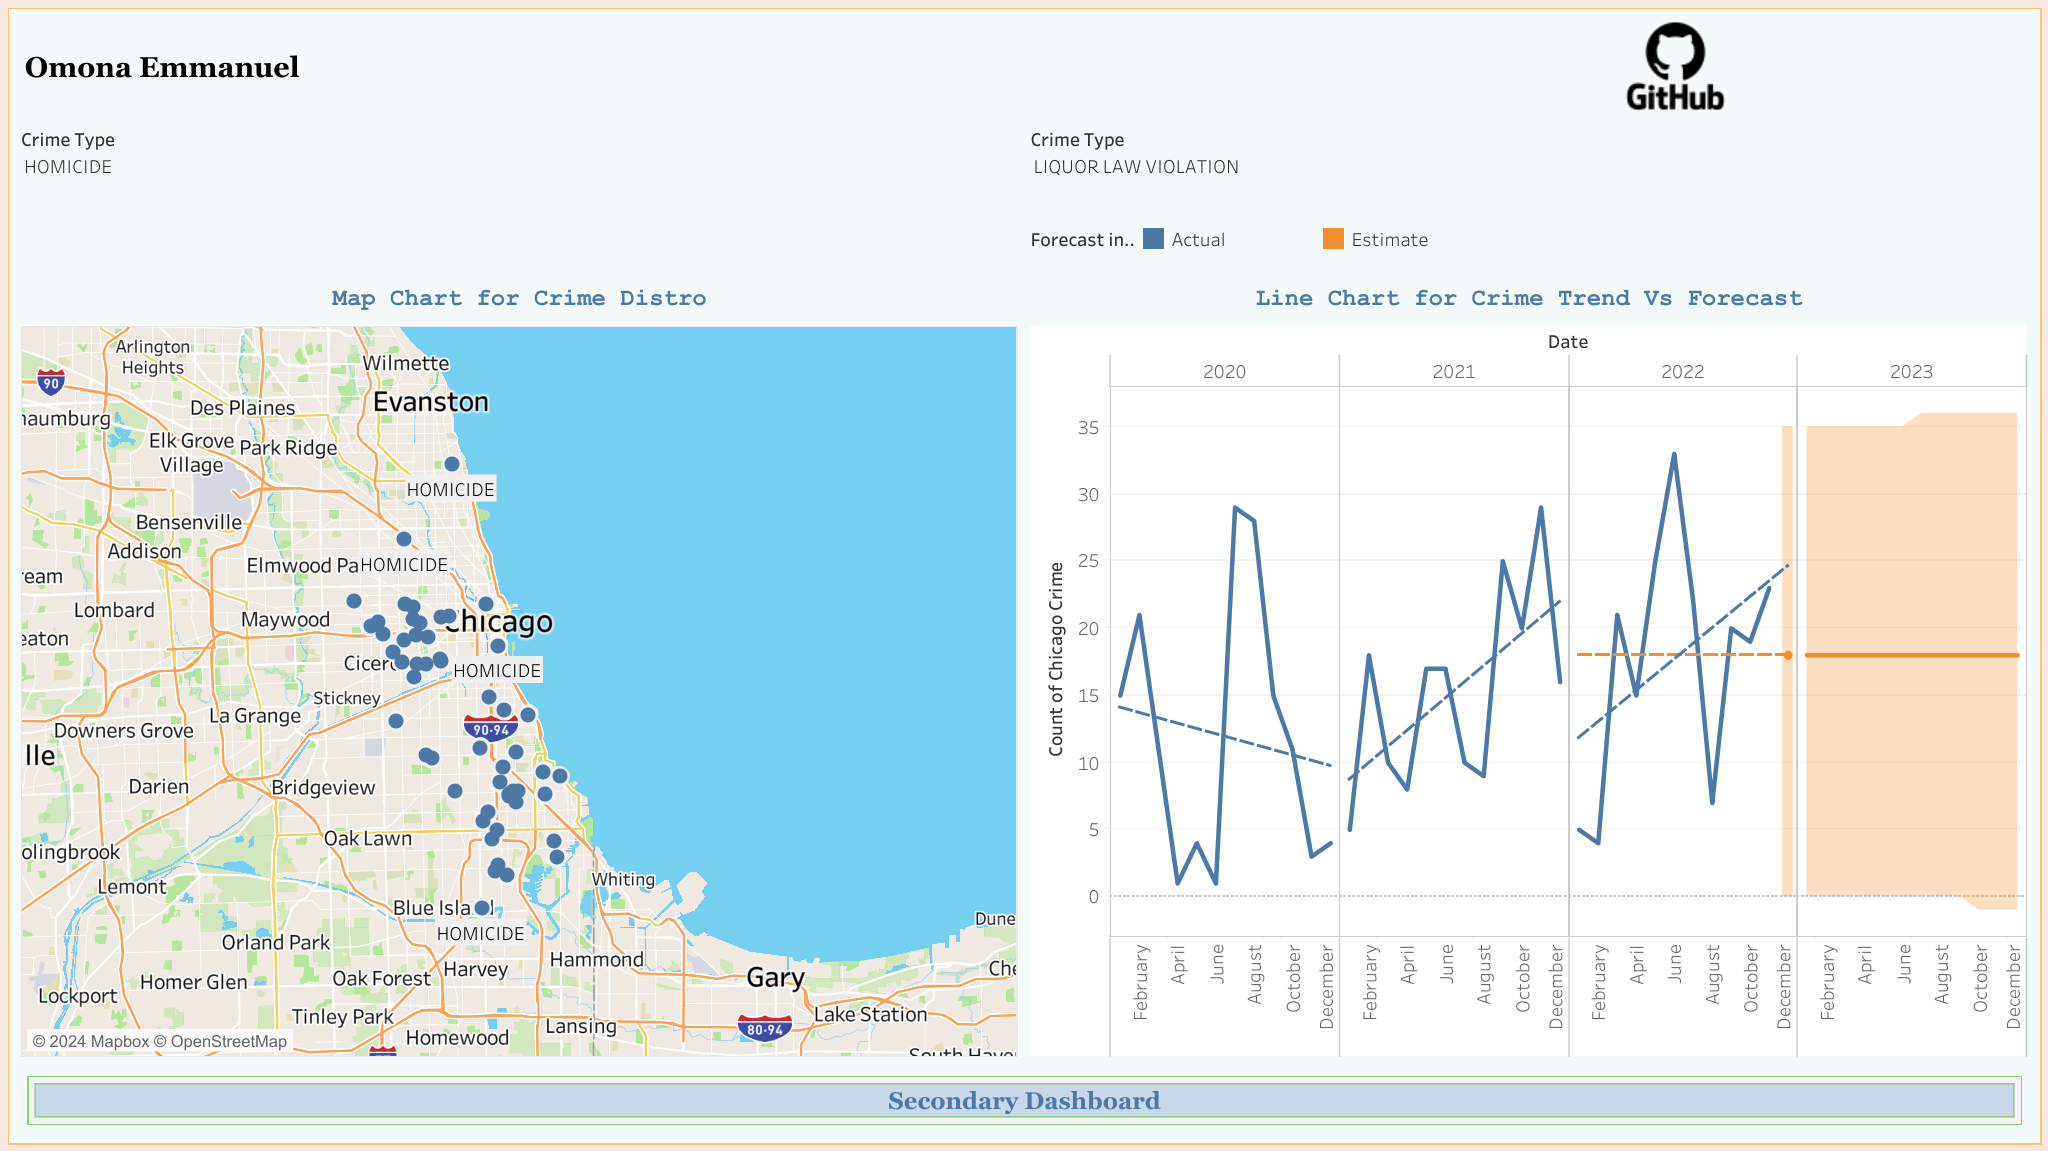 Omona Emmanuel
GitHub
Crime Type
HOMICIDE
Crime Type
LIQUOR LAW VIOLATION
Forecast in..
Actual
Estimate
Map Chart for Crime Distro
Arlington
Heights
Wilmette
90
Evanston
Des Plaines
haumburg
Elk Grove
Village
Park Ridge
HOMICIDE
Bensenville
Addison
Elmwood Pa
HOMICIDE
ream
Lombard
Maywood
Chicago
eaton
Cicer
HOMICIDE
Stickney
La Grange
Downers Grove
90-94
lle
Darien
Bridgeview
Oak Lawn
olingbrook
Lemont
Whiting
Blue Island
Dune
HOMICIDE
Orland Park
Hammond
Harvey
Che
Homer Glen
Oak Forest
Gary
Lockport
Tinley Park
Lansing
80-94
Lake Station
Homewood
South Have
© 2024 Mapbox © OpenStreetMap
Line Chart for Crime Trend Vs Forecast
Date
2020
2021
2022
2023
Count of Chicago Crime
35
30
25
20
15
10
5
0
February
April
June
August
October
December
February
April
June
August
October
December
February
April
June
August
October
December
February
April
June
August
October
December
Secondary Dashboard